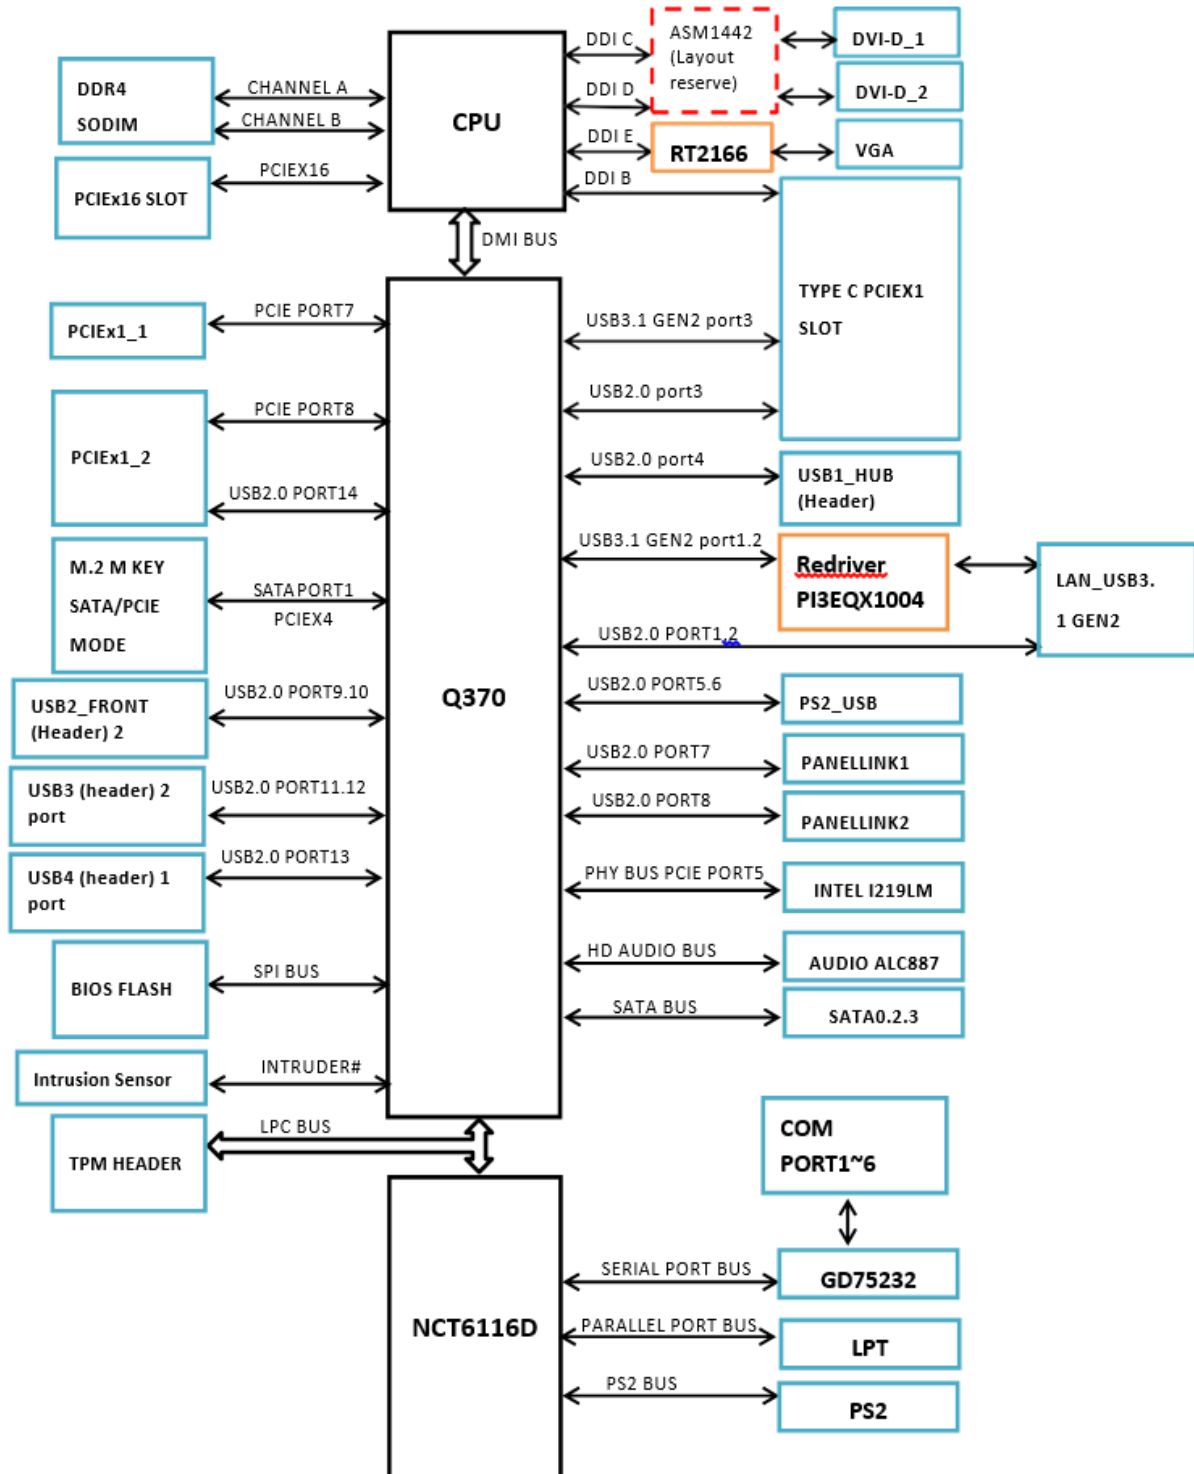 DDR4
SODIM
CHANNEL A
CHANNEL B
PCIEx16 SLOT
PCIEX16
CPU
DDI C
DDI D
DDI E
DDI B
ASM1442
(Layout
reserve)
RT2166
DVI-D_1
DVI-D_2
VGA
DMI BUS
TYPE C PCIEX1
SLOT
PCIEx1_1
PCIE PORT7
PCIEx1_2
PCIE PORT8
USB2.0 PORT14
M.2 M KEY
SATA/PCIE
MODE
SATA PORT1
PCIEX4
USB2_FRONT
(Header) 2
USB2.0 PORT9.10
USB3 (header) 2
port
USB2.0 PORT11.12
USB4 (header) 1
port
USB2.0 PORT13
BIOS FLASH
SPI BUS
Intrusion Sensor
INTRUDER#
TPM HEADER
LPC BUS
Q370
USB3.1 GEN2 port3
USB2.0 port3
USB2.0 port4
USB1_HUB
(Header)
USB3.1 GEN2 port1.2
Redriver
PI3EQX1004
LAN_USB3.
1 GEN2
USB2.0 PORT1,2
USB2.0 PORT5.6
PS2_USB
USB2.0 PORT7
PANELLINK1
USB2.0 PORT8
PANELLINK2
PHY BUS PCIE PORT5
INTEL I219LM
HD AUDIO BUS
AUDIO ALC887
SATA BUS
SATA0.2.3
COM
PORT1~6
NCT6116D
SERIAL PORT BUS
GD75232
PARALLEL PORT BUS
LPT
PS2 BUS
PS2